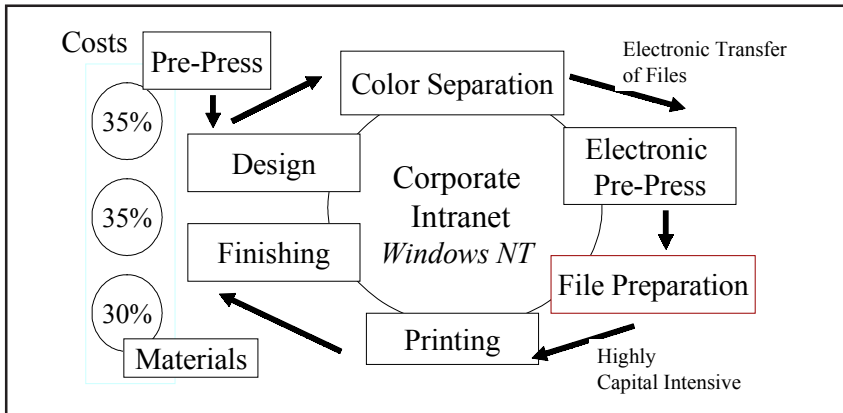 Costs
Pre-Press
Color Separation
Electronic Transfer
of Files
35%
Design
Electronic
Pre-Press
Corporate
Intranet
Windows NT
35%
Finishing
File Preparation
30%
Printing
Materials
Highly
Capital Intensive